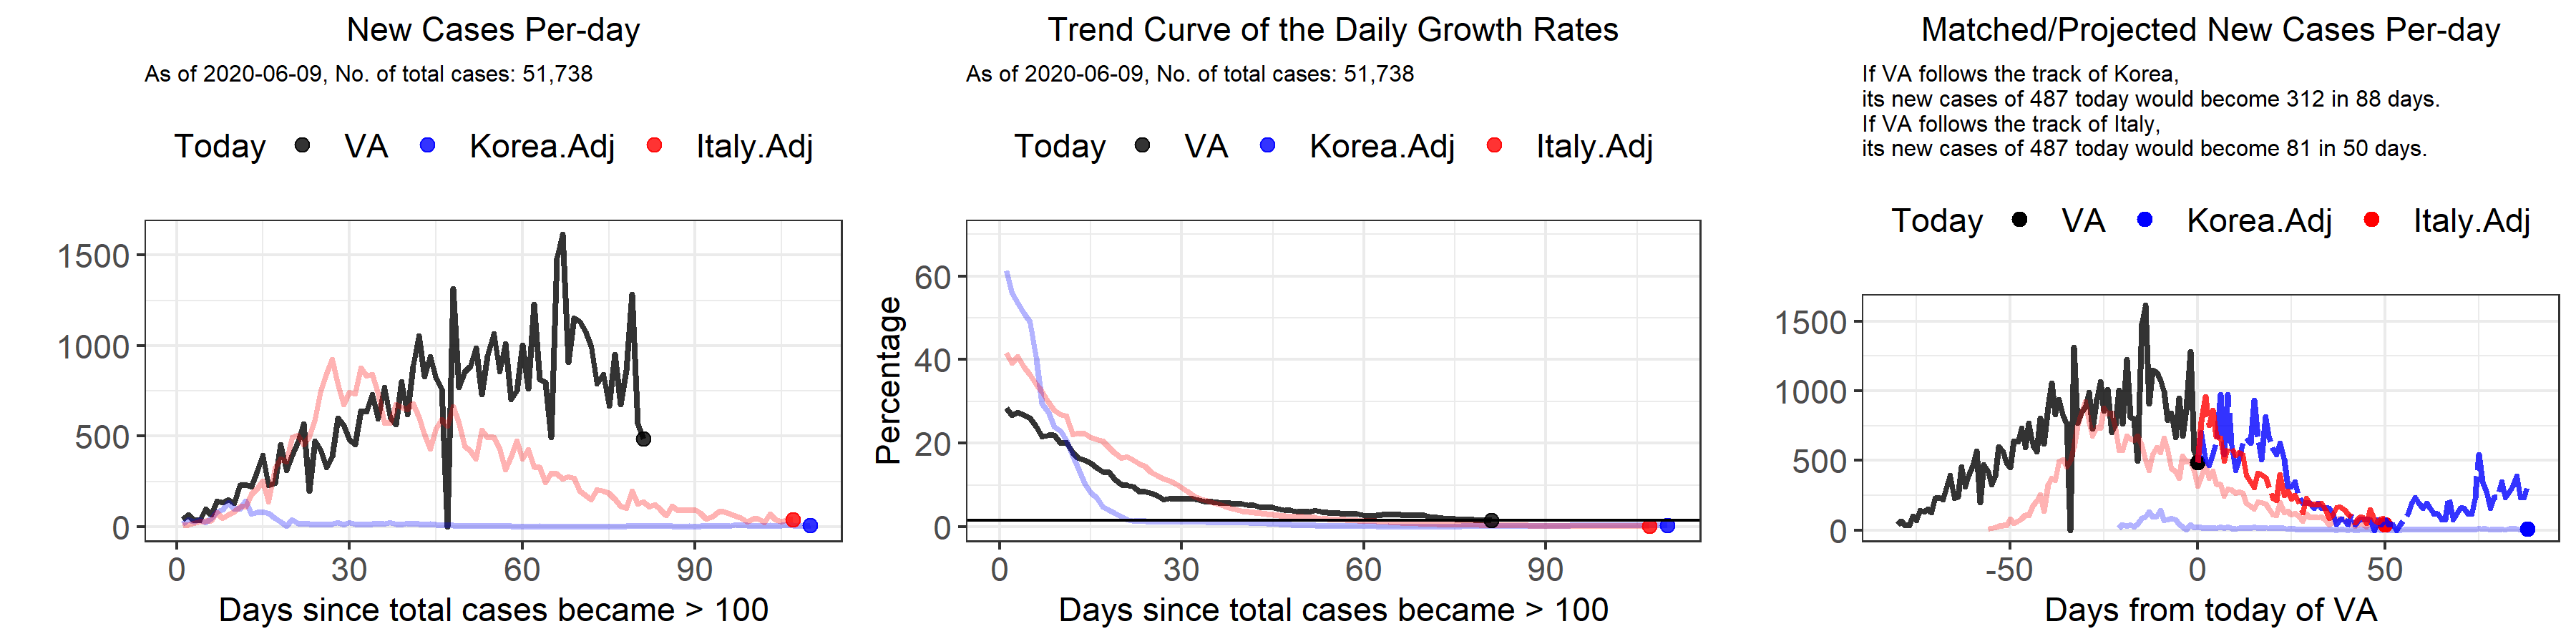 New Cases Per-day
As of 2020-06-09, No. of total cases: 51,738
Today VA Korea.Adj Italy.Adj
1500
1000
500
0
0 30 60 90
Days since total cases became > 100
Trend Curve of the Daily Growth Rates
As of 2020-06-09, No. of total cases: 51,738
Today VA Korea.Adj Italy.Adj
Percentage
60
40
20
0
0 30 60 90
Days since total cases became > 100
Matched/Projected New Cases Per-day
If VA follows the track of Korea,
its new cases of 487 today would become 312 in 88 days.
If VA follows the track of Italy,
its new cases of 487 today would become 81 in 50 days.
Today VA Korea.Adj Italy.Adj
1500
1000
500
0
-50 0 50
Days from today of VA